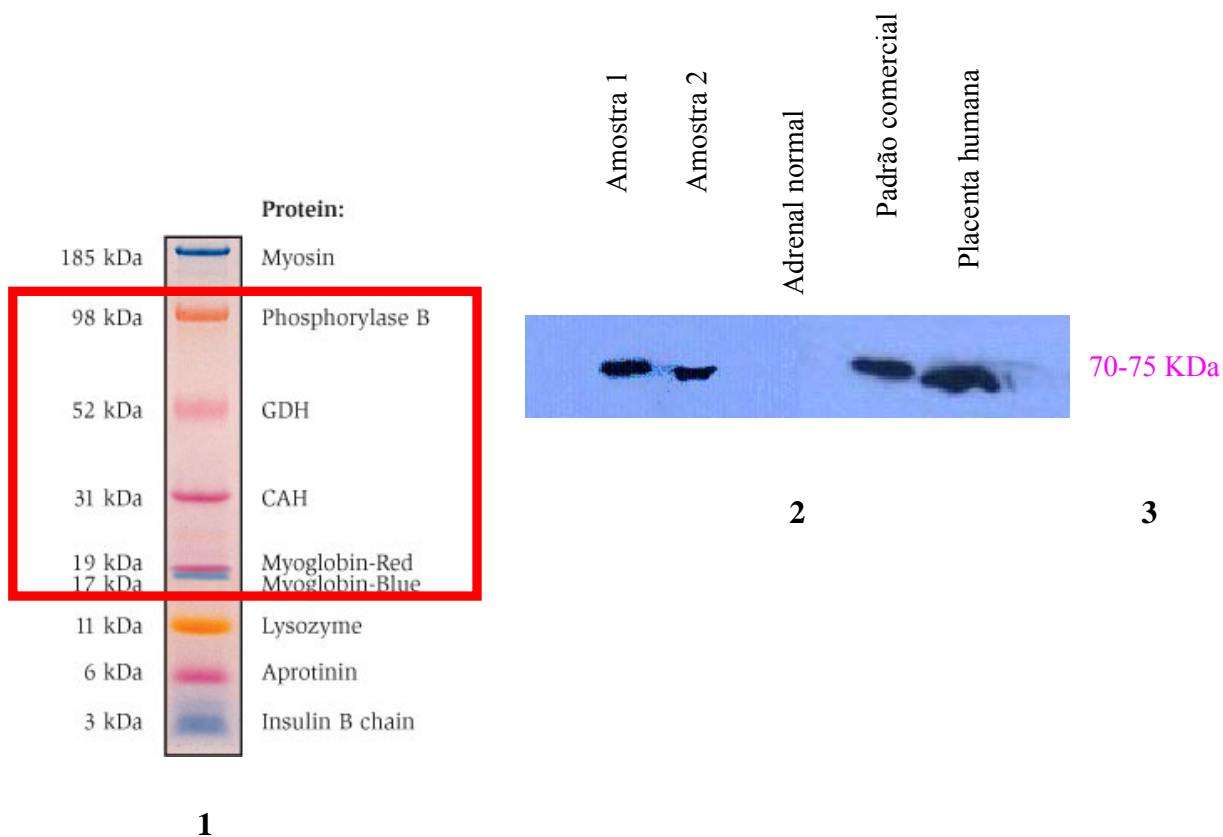 Protein:
185 kDa Myosin
98 kDa Phosphorylase B
52 kDa GDH
31 kDa CAH
19 kDa Myoglobin-Red
17 kDa Myoglobin-Blue
11 kDa Lysozyme
6 kDa Aprotinin
3 kDa Insulin B chain
1
Amostra 1
Amostra 2
Adrenal normal
Padrão comercial
Placenta humana
70-75 KDa
2
3